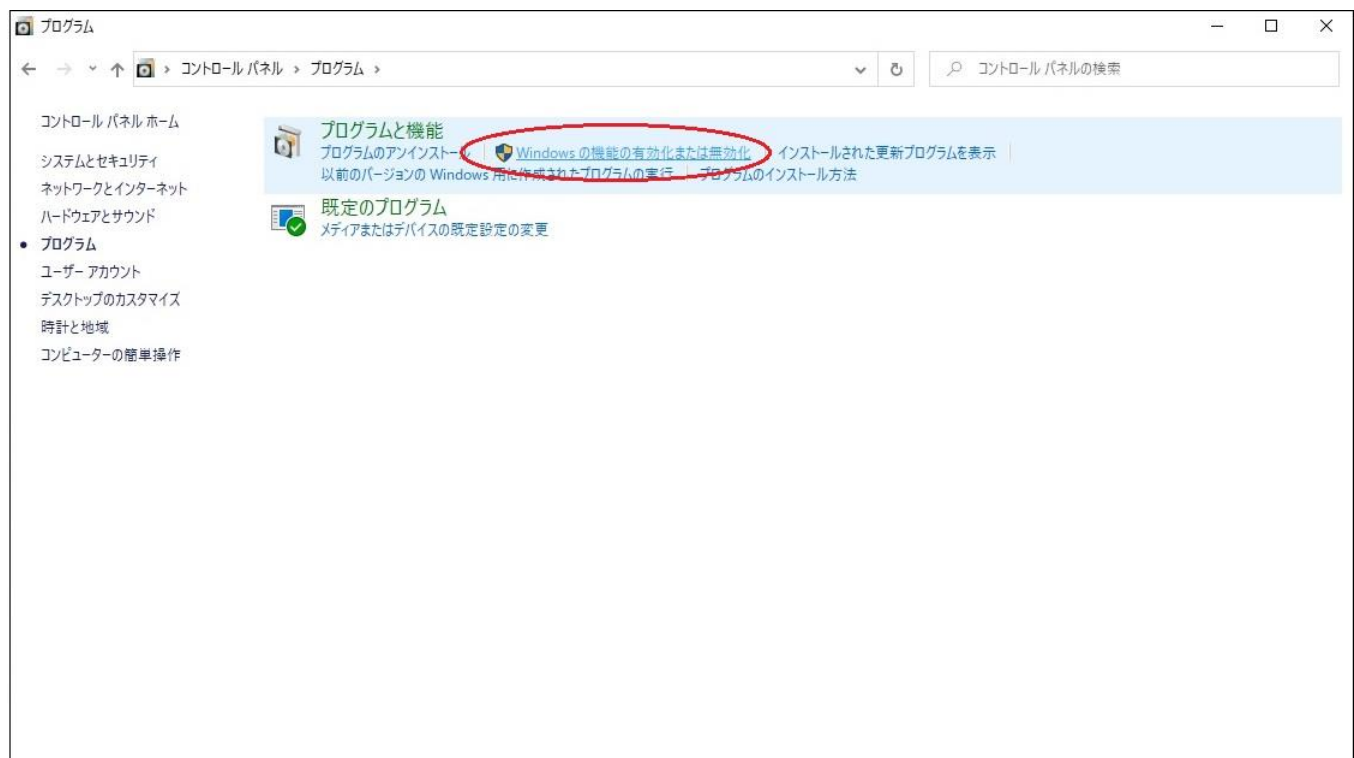 プログラム
コントロール パネル › プログラム ›
コントロール パネルの検索
コントロール パネル ホーム
システムとセキュリティ
ネットワークとインターネット
ハードウェアとサウンド
プログラム
ユーザー アカウント
デスクトップのカスタマイズ
時計と地域
コンピューターの簡単操作
プログラムと機能
プログラムのアンインストール Windows の機能の有効化または無効化 インストールされた更新プログラムを表示
以前のバージョンの Windows 用に作成されたプログラムの実行 プログラムのインストール方法
既定のプログラム
メディアまたはデバイスの既定設定の変更